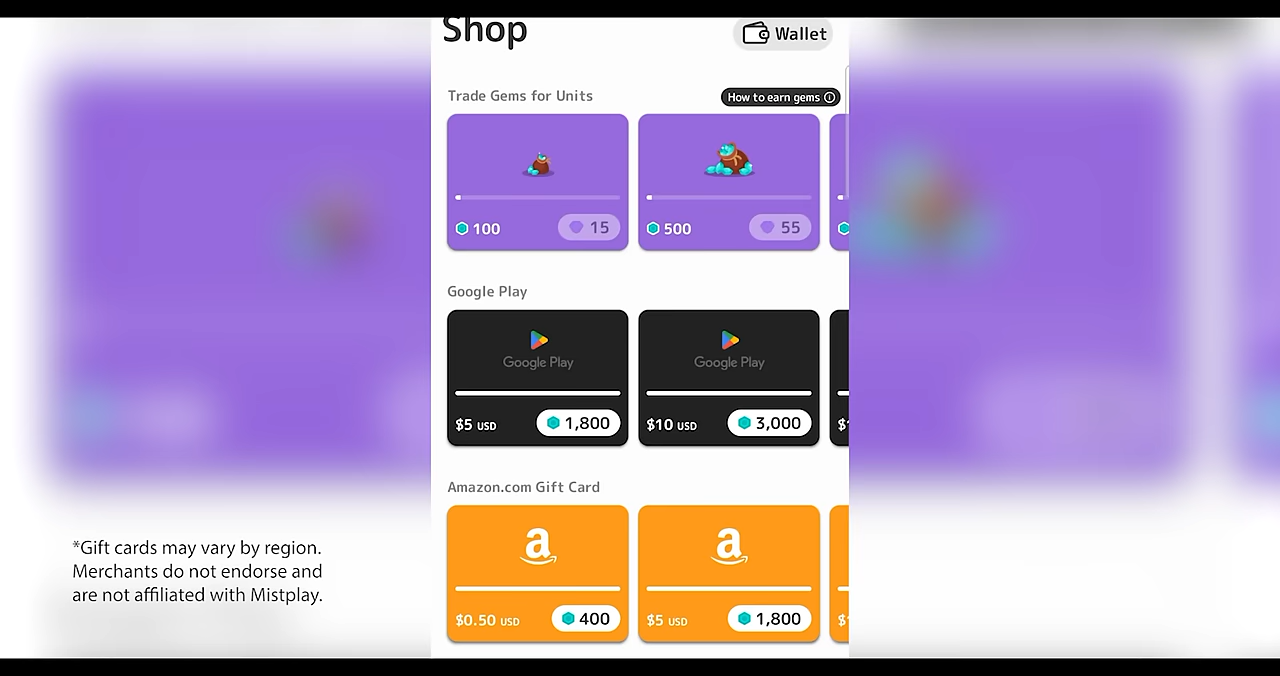 Shop
Wallet
Trade Gems for Units
How to earn gems
100
15
500
55
Google Play
Google Play
Google Play
$5 USD
1,800
$10 USD
3,000
$
Amazon.com Gift Card
a
a
$0.50 USD
400
$5 USD
1,800
$
*Gift cards may vary by region.
Merchants do not endorse and
are not affiliated with Mistplay.